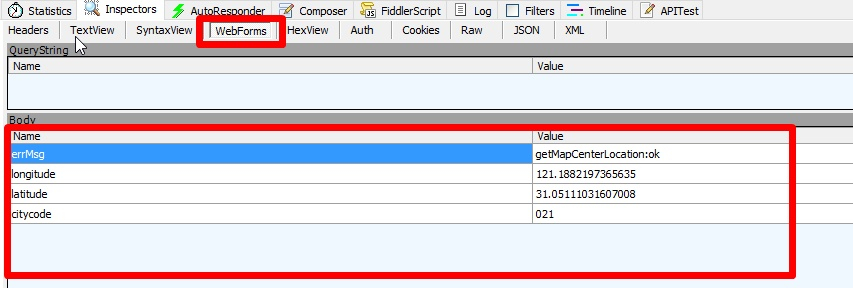 Statistics Inspectors AutoResponder Composer FiddlerScript Log Filters Timeline APITest
Headers TextView SyntaxView WebForms HexView Auth Cookies Raw JSON XML
QueryString
Name Value
Body
Name Value
errMsg getMapCenterLocation:ok
longitude 121.1882197365635
latitude 31.05111031607008
citycode 021